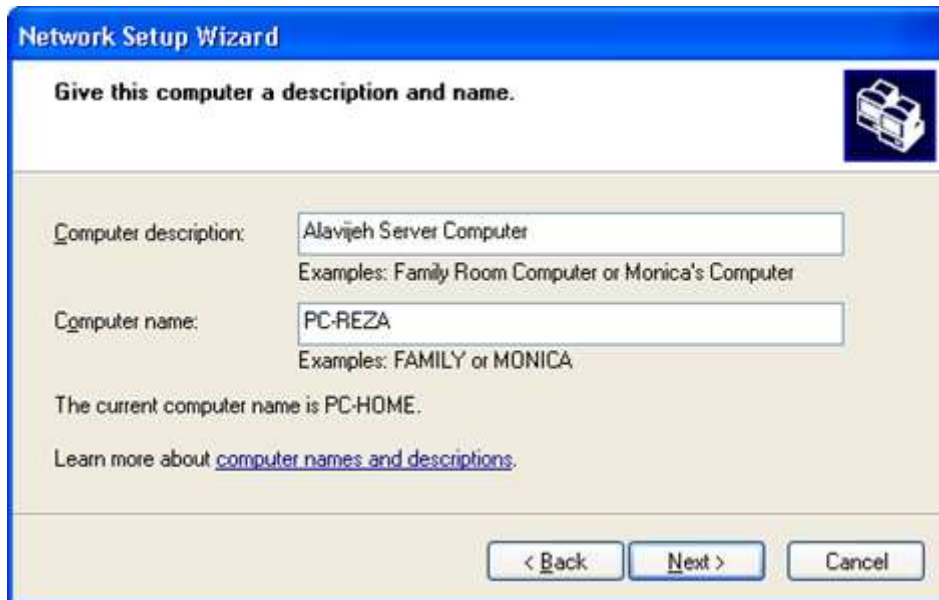 Network Setup Wizard
Give this computer a description and name.
Computer description: Alavijeh Server Computer
Examples: Family Room Computer or Monica's Computer
Computer name: PC-REZA
Examples: FAMILY or MONICA
The current computer name is PC-HOME.
Learn more about computer names and descriptions.
< Back Next > Cancel